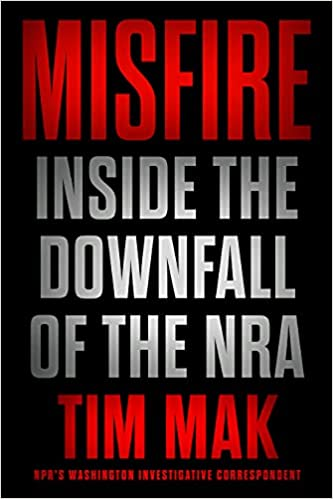 MISFIRE
INSIDE THE
DOWNFALL
OF THE NRA
TIM MAK
NPR'S WASHINGTON INVESTIGATIVE CORRESPONDENT